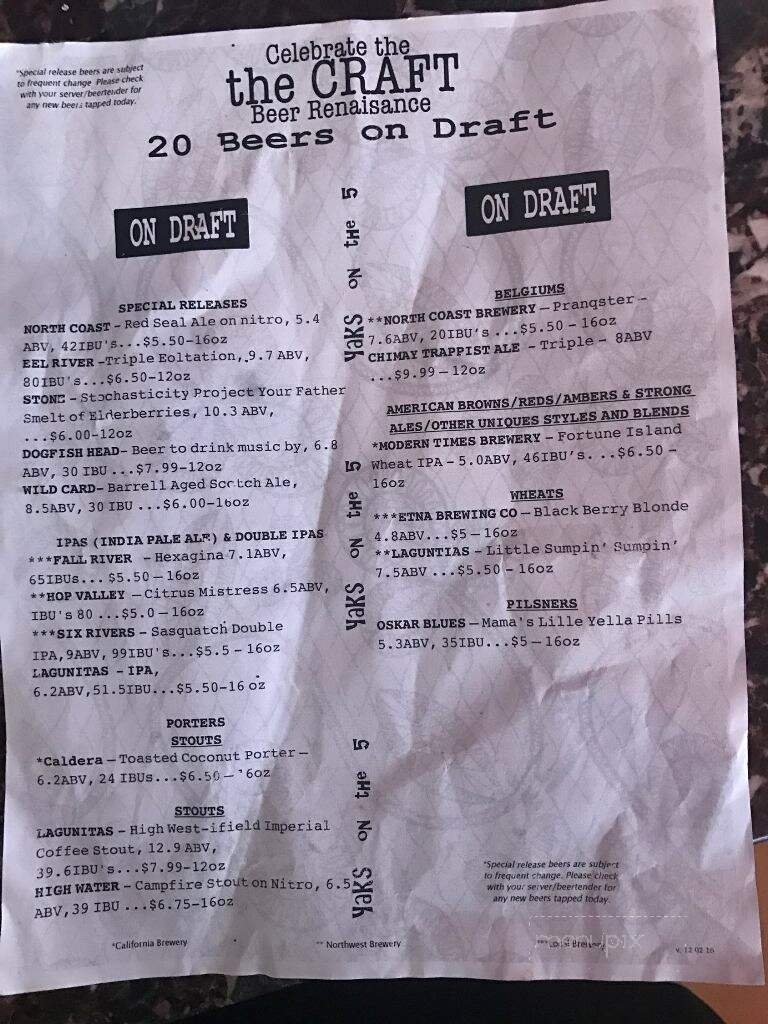 Celebrate the
the CRAFT
Beer Renaisance
20 Beers on Draft
*Special release beers are subject
to frequent change. Please check
with your server/beertender for
any new beers tapped today.
ON DRAFT
SPECIAL RELEASES
NORTH COAST – Red Seal Ale on nitro, 5.4
ABV, 42IBU's...$5.50-16oz
EEL RIVER -Triple Eoltation, 9.7 ABV,
80IBU's...$6.50-12oz
STONE - Stochasticity Project Your Father
Smelt of Elderberries, 10.3 ABV,
...$6.00-12oz
DOGFISH HEAD- Beer to drink music by, 6.8
ABV, 30 IBU ...$7.99-12oz
WILD CARD- Barrell Aged Scotch Ale,
8.5ABV, 30 IBU ...$6.00-16oz
IPAS (INDIA PALE ALE) & DOUBLE IPAS
***FALL RIVER – Hexagina 7.1ABV,
65IBUs... $5.50 – 16oz
**HOP VALLEY – Citrus Mistress 6.5ABV,
IBU's 80 ...$5.0 – 16oz
***SIX RIVERS – Sasquatch Double
IPA, 9ABV, 99IBU's...$5.5 - 16oz
LAGUNITAS - IPA,
6.2ABV, 51.5IBU...$5.50-16 oz
PORTERS
STOUTS
*Caldera – Toasted Coconut Porter –
6.2ABV, 24 IBUs...$6.50 – 16oz
STOUTS
LAGUNITAS – High West-ified Imperial
Coffee Stout, 12.9 ABV,
39.6IBU's...$7.99-12oz
HIGH WATER – Campfire Stout on Nitro, 6.5
ABV, 39 IBU ...$6.75-16oz
YAKS ON the 5
YAKS ON the 5
YAKS ON the 5
ON DRAFT
BELGIUMS
**NORTH COAST BREWERY – Pranqster –
7.6ABV, 20IBU's ...$5.50 - 16oz
CHIMAY TRAPPIST ALE - Triple - 8ABV
...$9.99 – 12oz
AMERICAN BROWNS/REDS/AMBERS & STRONG
ALES/OTHER UNIQUES STYLES AND BLENDS
*MODERN TIMES BREWERY – Fortune Island
Wheat IPA - 5.0ABV, 46IBU's. ...$6.50 -
16oz
WHEATS
***ETNA BREWING CO – Black Berry Blonde
4.8ABV...$5 – 16oz
**LAGUNTIAS – Little Sumpin' Sumpin'
7.5ABV ...$5.50 - 16oz
PILSNERS
OSKAR BLUES – Mama's Lille Yella Pills
5.3ABV, 35IBU...$5 – 16oz
*Special release beers are subject
to frequent change. Please check
with your server/beertender for
any new beers tapped today.
*California Brewery
** Northwest Brewery
***Local Brewery
menupix
v. 12 02 16